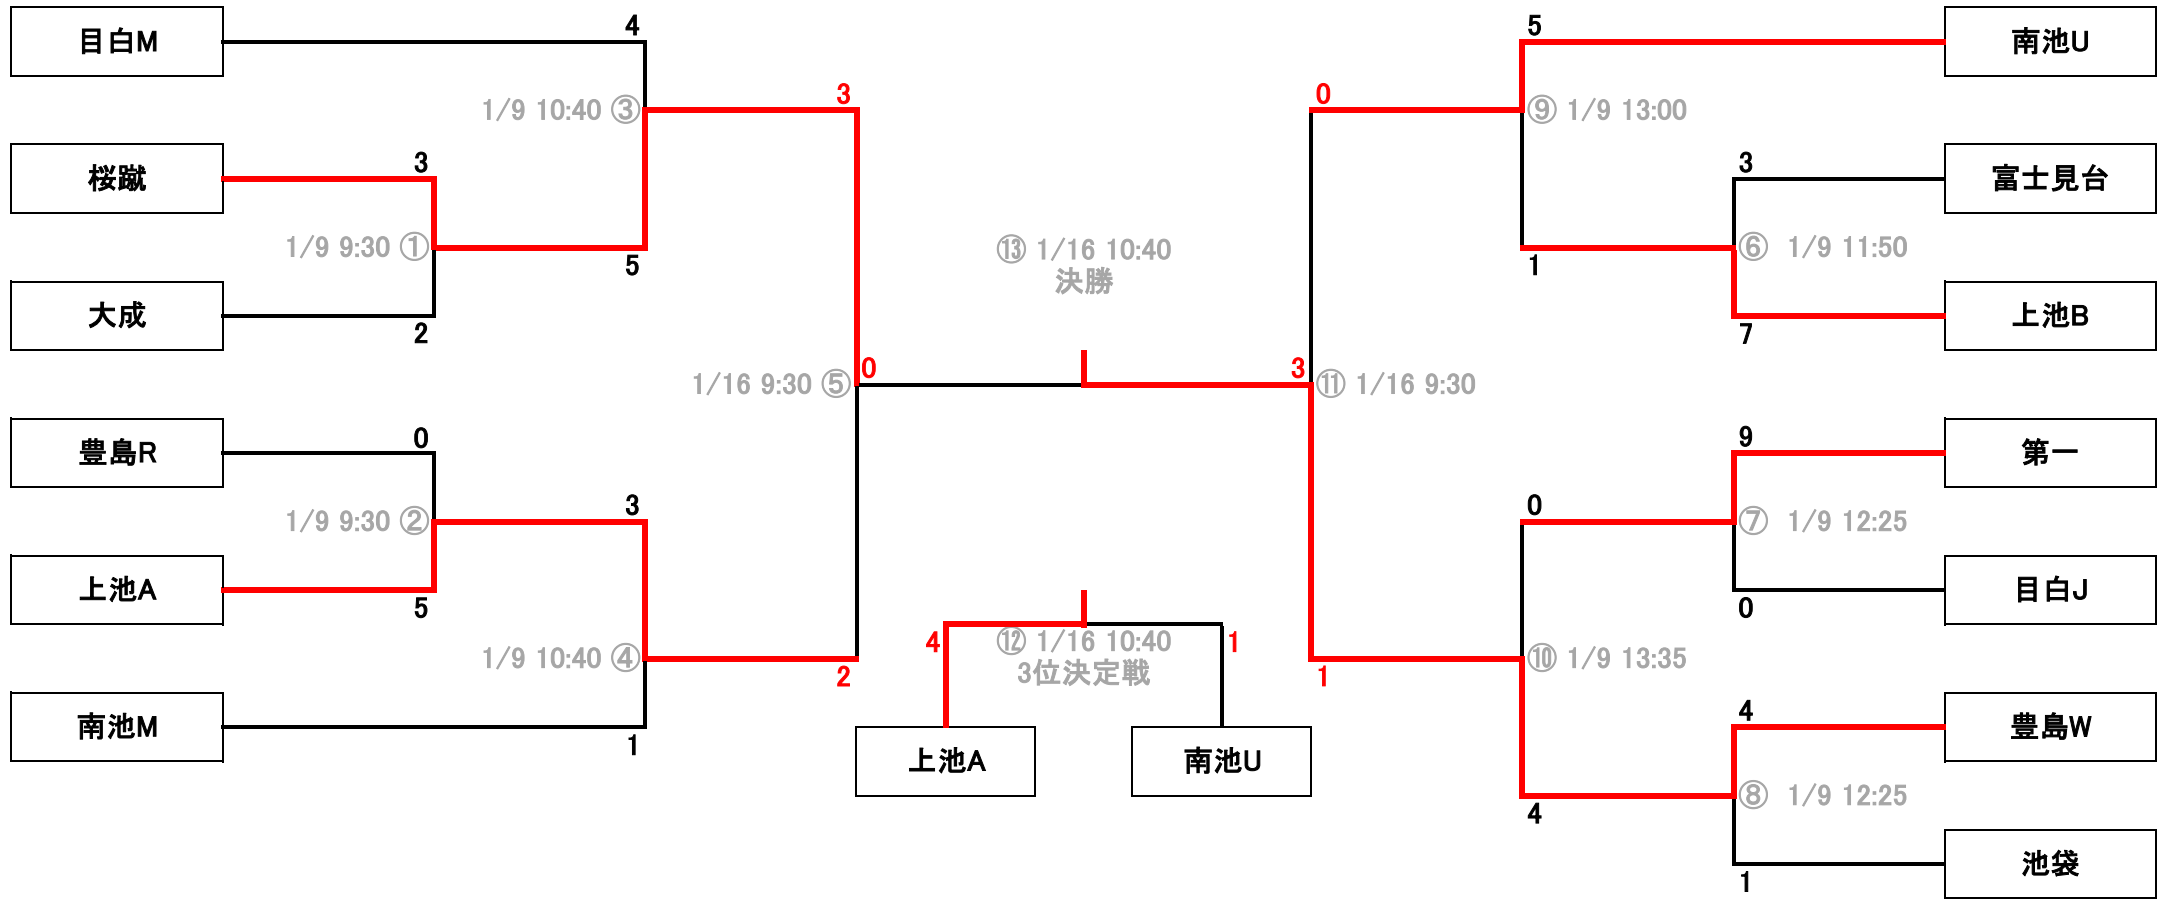 目白M
4
5
南池U
3
0
1/9 10:40 ③
⑨ 1/9 13:00
桜蹴
3
3
富士見台
1/9 9:30 ①
5
⑬ 1/16 10:40
決勝
1
⑥ 1/9 11:50
大成
2
7
上池B
1/16 9:30 ⑤
0
3
⑪ 1/16 9:30
豊島R
0
9
第一
1/9 9:30 ②
3
0
⑦ 1/9 12:25
上池A
5
0
目白J
1/9 10:40 ④
2
4
⑫ 1/16 10:40
3位決定戦
1
1
⑩ 1/9 13:35
南池M
1
上池A
南池U
4
豊島W
4
⑧ 1/9 12:25
1
池袋